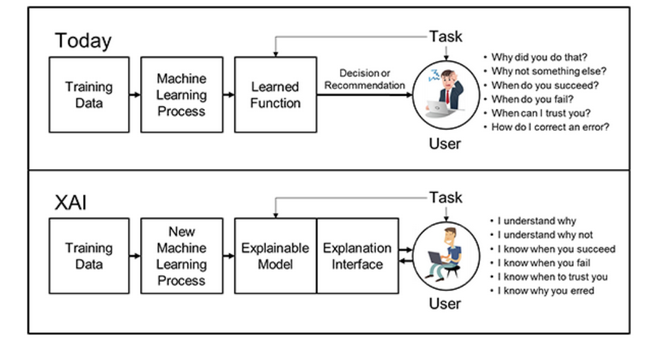 Today
Task
Training
Data
Machine
Learning
Process
Learned
Function
Decision or
Recommendation
User
• Why did you do that?
• Why not something else?
• When do you succeed?
• When do you fail?
• When can I trust you?
• How do I correct an error?
XAI
Task
Training
Data
New
Machine
Learning
Process
Explainable
Model
Explanation
Interface
User
• I understand why
• I understand why not
• I know when you succeed
• I know when you fail
• I know when to trust you
• I know why you erred